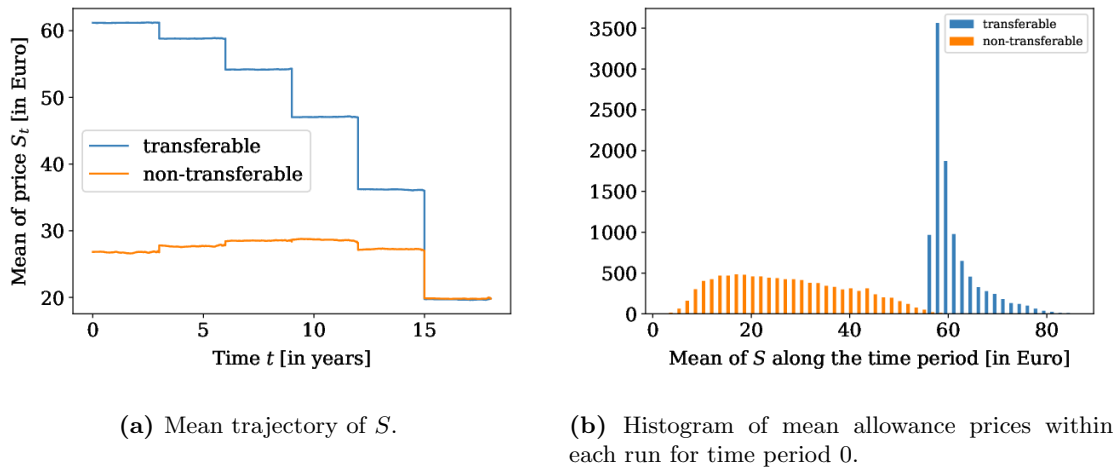 60
50
40
30
20
Mean of price S_t [in Euro]
transferable
non-transferable
0 5 10 15
Time t [in years]
3500
3000
2500
2000
1500
1000
500
0
transferable
non-transferable
0 20 40 60 80
Mean of S along the time period [in Euro]
(a) Mean trajectory of S.
(b) Histogram of mean allowance prices within
each run for time period 0.